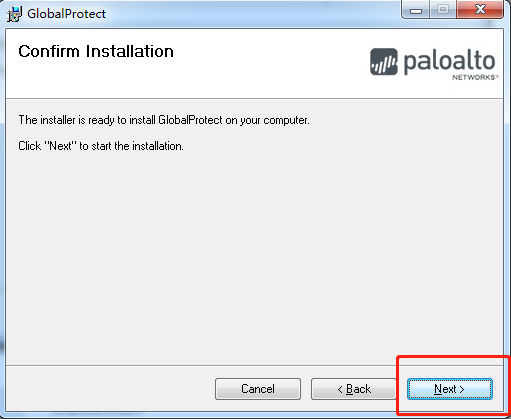 GlobalProtect
Confirm Installation
paloalto
NETWORKS®
The installer is ready to install GlobalProtect on your computer.
Click "Next" to start the installation.
Cancel
< Back
Next >